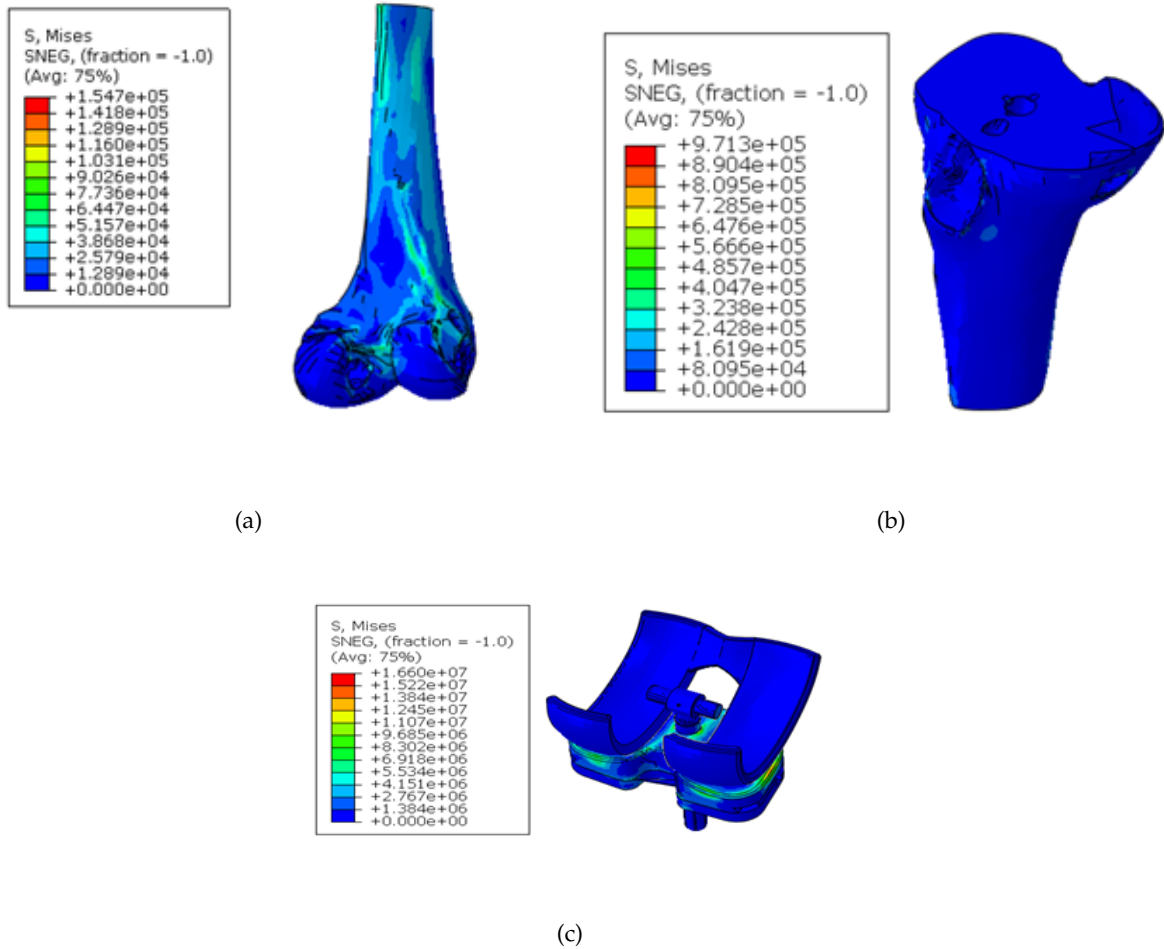 S, Mises
SNEG, (fraction = -1.0)
(Avg: 75%)
+1.547e+05
+1.418e+05
+1.289e+05
+1.160e+05
+1.031e+05
+9.026e+04
+7.736e+04
+6.447e+04
+5.157e+04
+3.868e+04
+2.579e+04
+1.289e+04
+0.000e+00
S, Mises
SNEG, (fraction = -1.0)
(Avg: 75%)
+9.713e+05
+8.904e+05
+8.095e+05
+7.285e+05
+6.476e+05
+5.666e+05
+4.857e+05
+4.047e+05
+3.238e+05
+2.428e+05
+1.619e+05
+8.095e+04
+0.000e+00
(a)
(b)
S, Mises
SNEG, (fraction = -1.0)
(Avg: 75%)
+1.660e+07
+1.522e+07
+1.384e+07
+1.245e+07
+1.107e+07
+9.685e+06
+8.302e+06
+6.918e+06
+5.534e+06
+4.151e+06
+2.767e+06
+1.384e+06
+0.000e+00
(c)